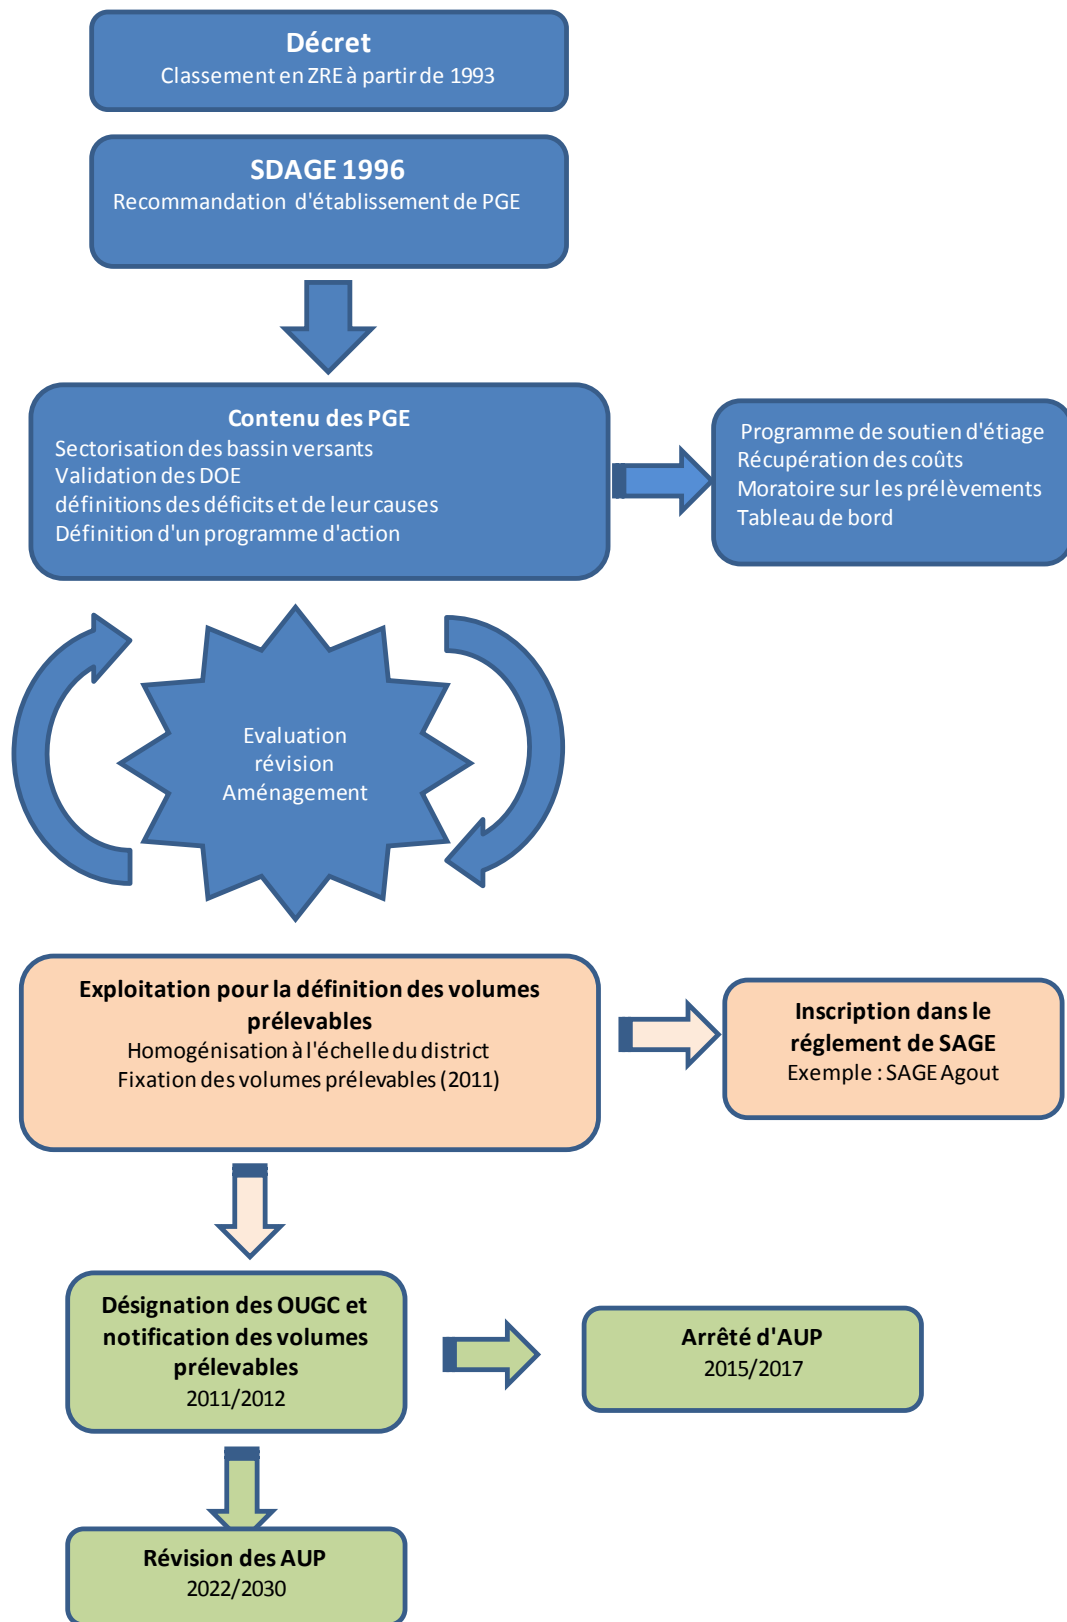 Décret
Classement en ZRE à partir de 1993
SDAGE 1996
Recommandation d'établissement de PGE
Contenu des PGE
Sectorisation des bassin versants
Validation des DOE
définitions des déficits et de leur causes
Définition d'un programme d'action
Programme de soutien d'étiage
Récupération des coûts
Moratoire sur les prélèvements
Tableau de bord
Evaluation
révision
Aménagement
Exploitation pour la définition des volumes
prélevables
Homogénisation à l'échelle du district
Fixation des volumes prélevables (2011)
Inscription dans le
réglement de SAGE
Exemple : SAGE Agout
Désignation des OUGC et
notification des volumes
prélevables
2011/2012
Arrêté d'AUP
2015/2017
Révision des AUP
2022/2030